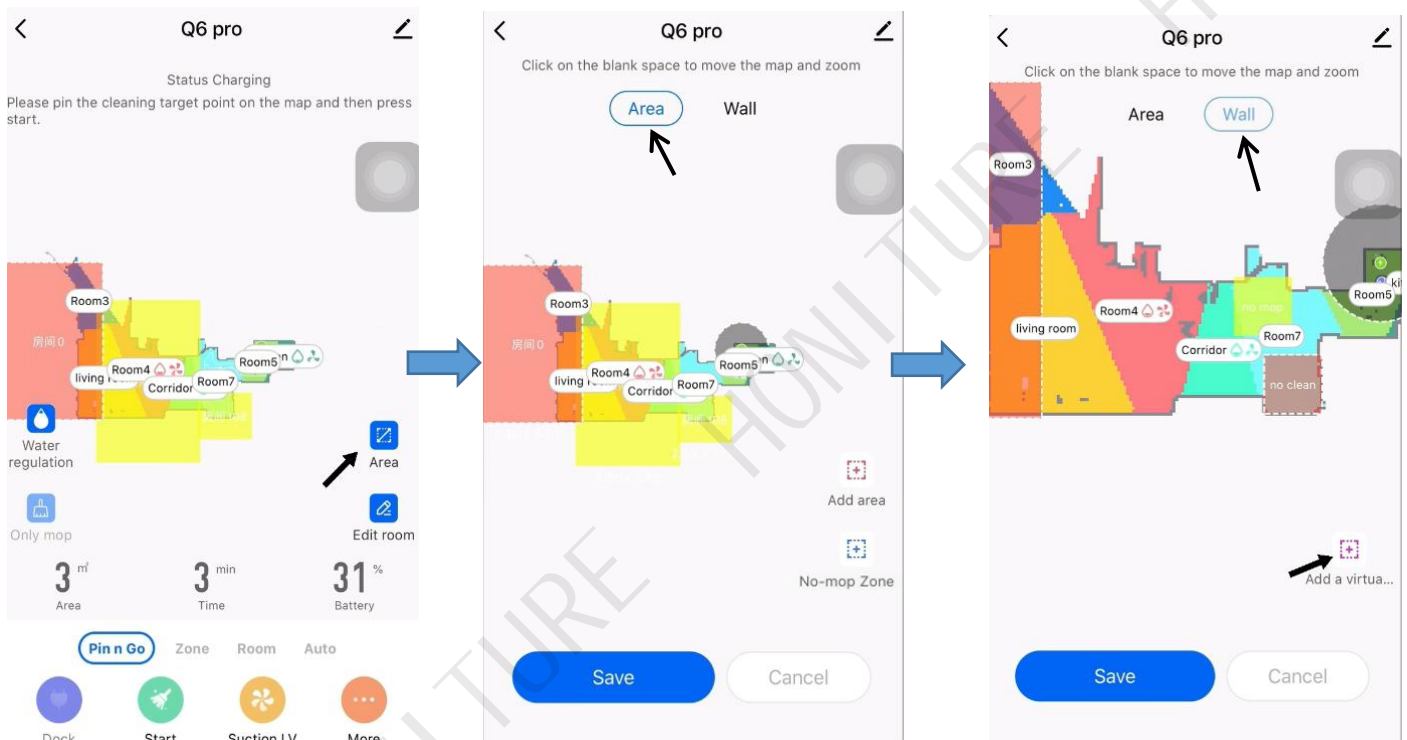 Q6 pro
Status Charging
Please pin the cleaning target point on the map and then press
start.
Room3
房间 0
Room4
living
Corridor
Room7
Room5
Water
regulation
Area
Only mop
Edit room
3 ㎡
Area
3 min
Time
31 %
Battery
Pin n Go
Zone
Room
Auto
Dock
Start
Suction LV
More
Q6 pro
Click on the blank space to move the map and zoom
Area
Wall
Room3
房间 0
Room4
living
Corridor
Room7
Room5
Add area
No-mop Zone
Save
Cancel
Q6 pro
Click on the blank space to move the map and zoom
Area
Wall
Room3
living room
Room4
no mop
Corridor
Room7
Room5
no clean
Add a virtua...
Save
Cancel
HONITURE